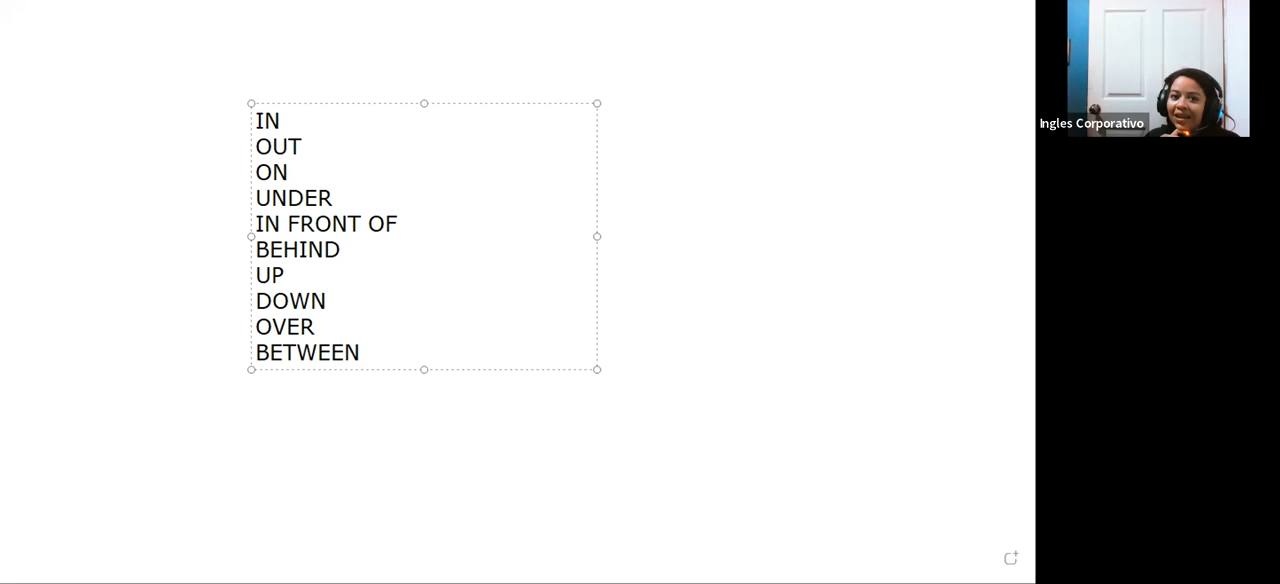 IN
OUT
ON
UNDER
IN FRONT OF
BEHIND
UP
DOWN
OVER
BETWEEN
Ingles Corporativo